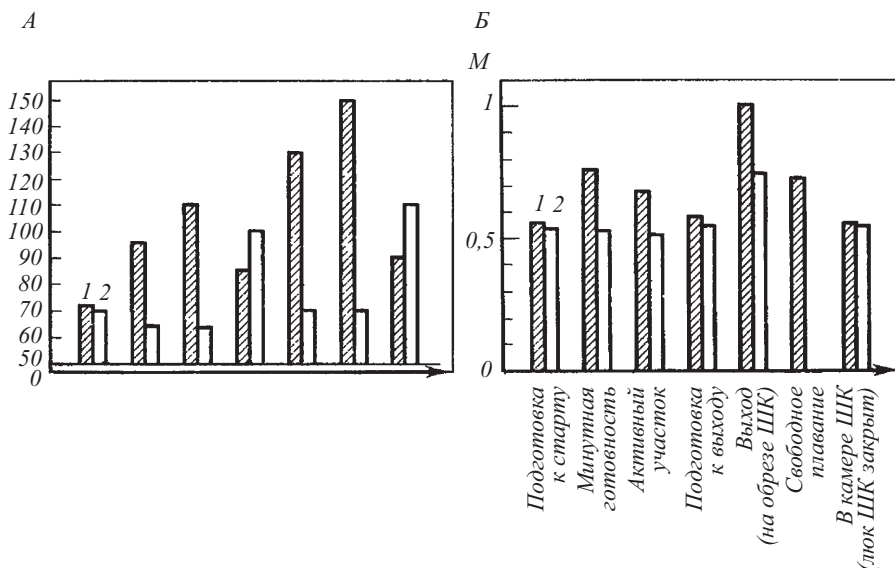 А
150
140
130
120
110
100
90
80
70
60
50
0
1 2
Б
М
1
0,5
0
1 2
Подготовка
к старту
Минутная
готовность
Активный
участок
Подготовка
к выходу
Выход
(на обрезе ШК)
Свободное
плавание
В камере ШК
(люк ШК закрыт)